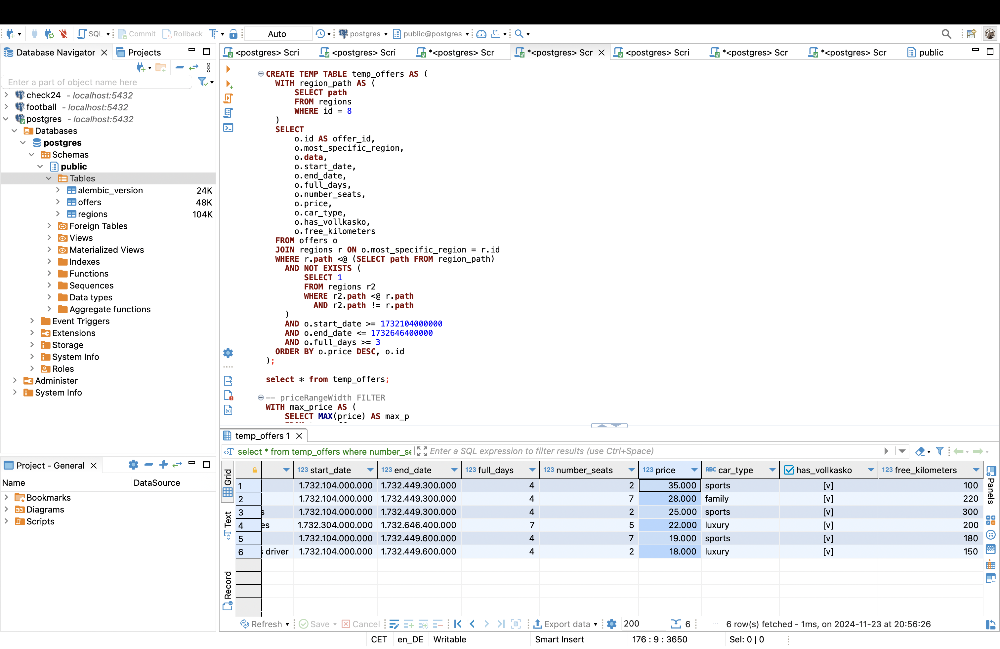 SQL Commit Rollback Auto postgres public@postgres
Database Navigator Projects
<postgres> Scri <postgres> Scri *<postgres> Scr *<postgres> Scr <postgres> Scri *<postgres> Scr *<postgres> Scr public
Enter a part of object name here
check24 - localhost:5432
football - localhost:5432
postgres - localhost:5432
Databases
postgres
Schemas
public
Tables
alembic_version 24K
offers 48K
regions 104K
Foreign Tables
Views
Materialized Views
Indexes
Functions
Sequences
Data types
Aggregate functions
Event Triggers
Extensions
Storage
System Info
Roles
Administer
System Info
CREATE TEMP TABLE temp_offers AS (
WITH region_path AS (
SELECT path
FROM regions
WHERE id = 8
)
SELECT
o.id AS offer_id,
o.most_specific_region,
o.data,
o.start_date,
o.end_date,
o.full_days,
o.number_seats,
o.price,
o.car_type,
o.has_vollkasko,
o.free_kilometers
FROM offers o
JOIN regions r ON o.most_specific_region = r.id
WHERE r.path <@ (SELECT path FROM region_path)
AND NOT EXISTS (
SELECT 1
FROM regions r2
WHERE r2.path <@ r.path
AND r2.path != r.path
)
AND o.start_date >= 1732104000000
AND o.end_date <= 1732646400000
AND o.full_days >= 3
ORDER BY o.price DESC, o.id
);
select * from temp_offers;
-- priceRangeWidth FILTER
WITH max_price AS (
SELECT MAX(price) AS max_p
Project - General
Name DataSource
Bookmarks
Diagrams
Scripts
temp_offers 1
select * from temp_offers where number_se Enter a SQL expression to filter results (use Ctrl+Space)
Grid
Text
Record
Panels
123 start_date 123 end_date 123 full_days 123 number_seats 123 price ABC car_type has_vollkasko 123 free_kilometers
1 1.732.104.000.000 1.732.449.300.000 4 2 35.000 sports [v] 100
2 1.732.104.000.000 1.732.449.300.000 4 7 28.000 family [v] 220
3 s 1.732.104.000.000 1.732.449.300.000 4 2 25.000 sports [v] 300
4 es 1.732.304.000.000 1.732.646.400.000 7 5 22.000 luxury [v] 200
5 1.732.104.000.000 1.732.449.600.000 4 7 19.000 sports [v] 180
6 s driver 1.732.104.000.000 1.732.449.600.000 4 2 18.000 luxury [v] 150
Refresh Save Cancel Export data 200 6 ... 6 row(s) fetched - 1ms, on 2024-11-23 at 20:56:26
CET en_DE Writable Smart Insert 176 : 9 : 3650 Sel: 0 | 0